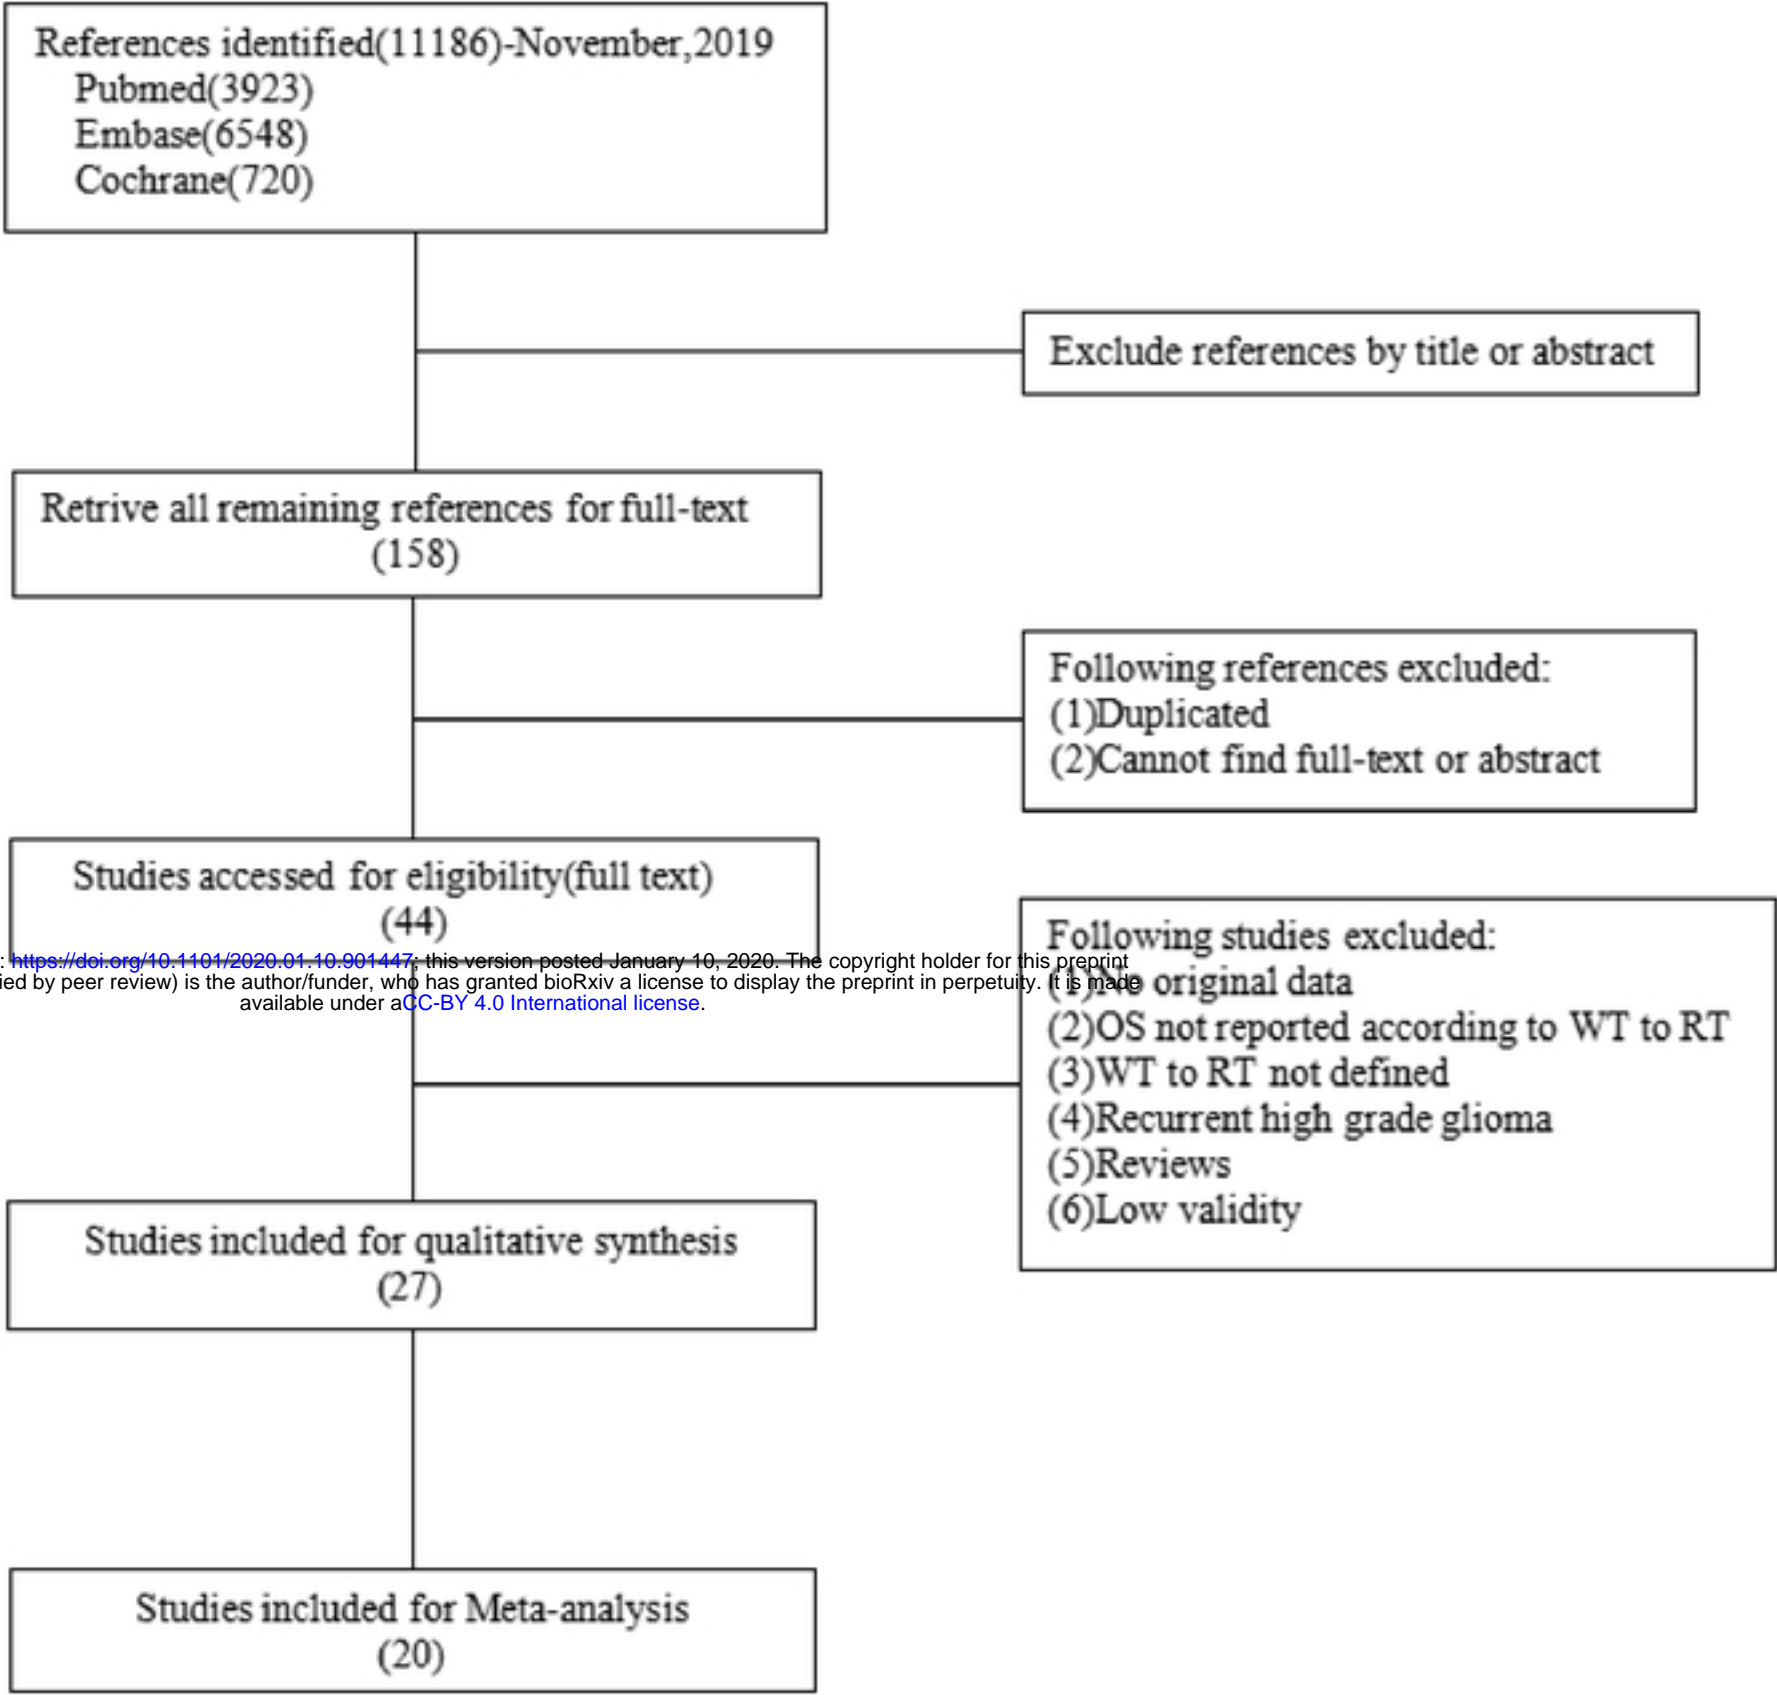 References identified(11186)-November,2019
Pubmed(3923)
Embase(6548)
Cochrane(720)
Exclude references by title or abstract
Retrive all remaining references for full-text
(158)
Following references excluded:
(1)Duplicated
(2)Cannot find full-text or abstract
Studies accessed for eligibility(full text)
(44)
: https://doi.org/10.1101/2020.01.10.901447; this version posted January 10, 2020. The copyright holder for this preprint
ied by peer review) is the author/funder, who has granted bioRxiv a license to display the preprint in perpetuity. It is made
available under aCC-BY 4.0 International license.
Following studies excluded:
(1)No original data
(2)OS not reported according to WT to RT
(3)WT to RT not defined
(4)Recurrent high grade glioma
(5)Reviews
(6)Low validity
Studies included for qualitative synthesis
(27)
Studies included for Meta-analysis
(20)